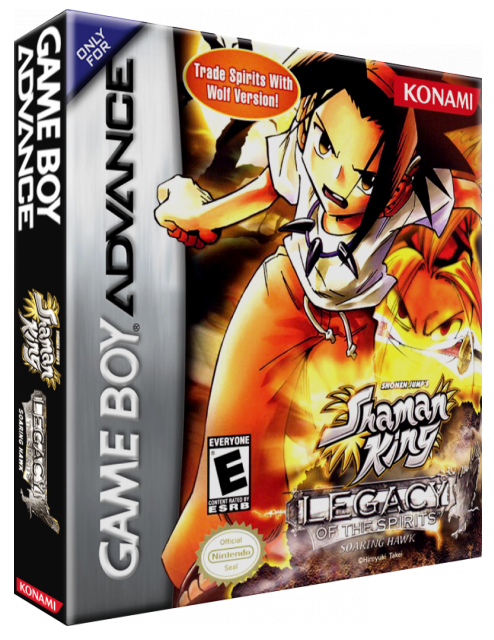 GAME BOY
ADVANCE
SHONEN JUMP'S
Shaman
King
LEGACY
OF THE SPIRITS
SOARING HAWK
KONAMI
ONLY
FOR
GAME BOY ADVANCE
Trade Spirits With
Wolf Version!
KONAMI
SHONEN JUMP'S
Shaman
King
LEGACY
OF THE SPIRITS
SOARING HAWK
©Hiroyuki Takei
EVERYONE
E
CONTENT RATED BY
ESRB
Official
Nintendo
Seal